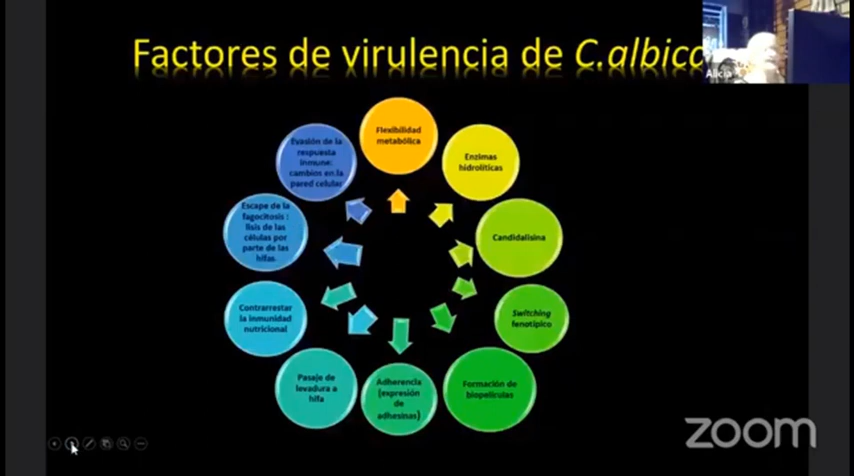 Factores de virulencia de C.albica
Alicia
Flexibilidad
metabólica
Enzimas
hidrolíticas
Candidalisina
Switching
fenotípico
Formación de
biopelículas
Adherencia
(expresión
de
adhesinas)
Pasaje de
levadura a
hifa
Contrarrestar
la inmunidad
nutricional
Escape de la
fagocitosis :
lisis de las
células por
parte de las
hifas.
Evasión de la
respuesta
inmune:
cambios en la
pared celular
zoom